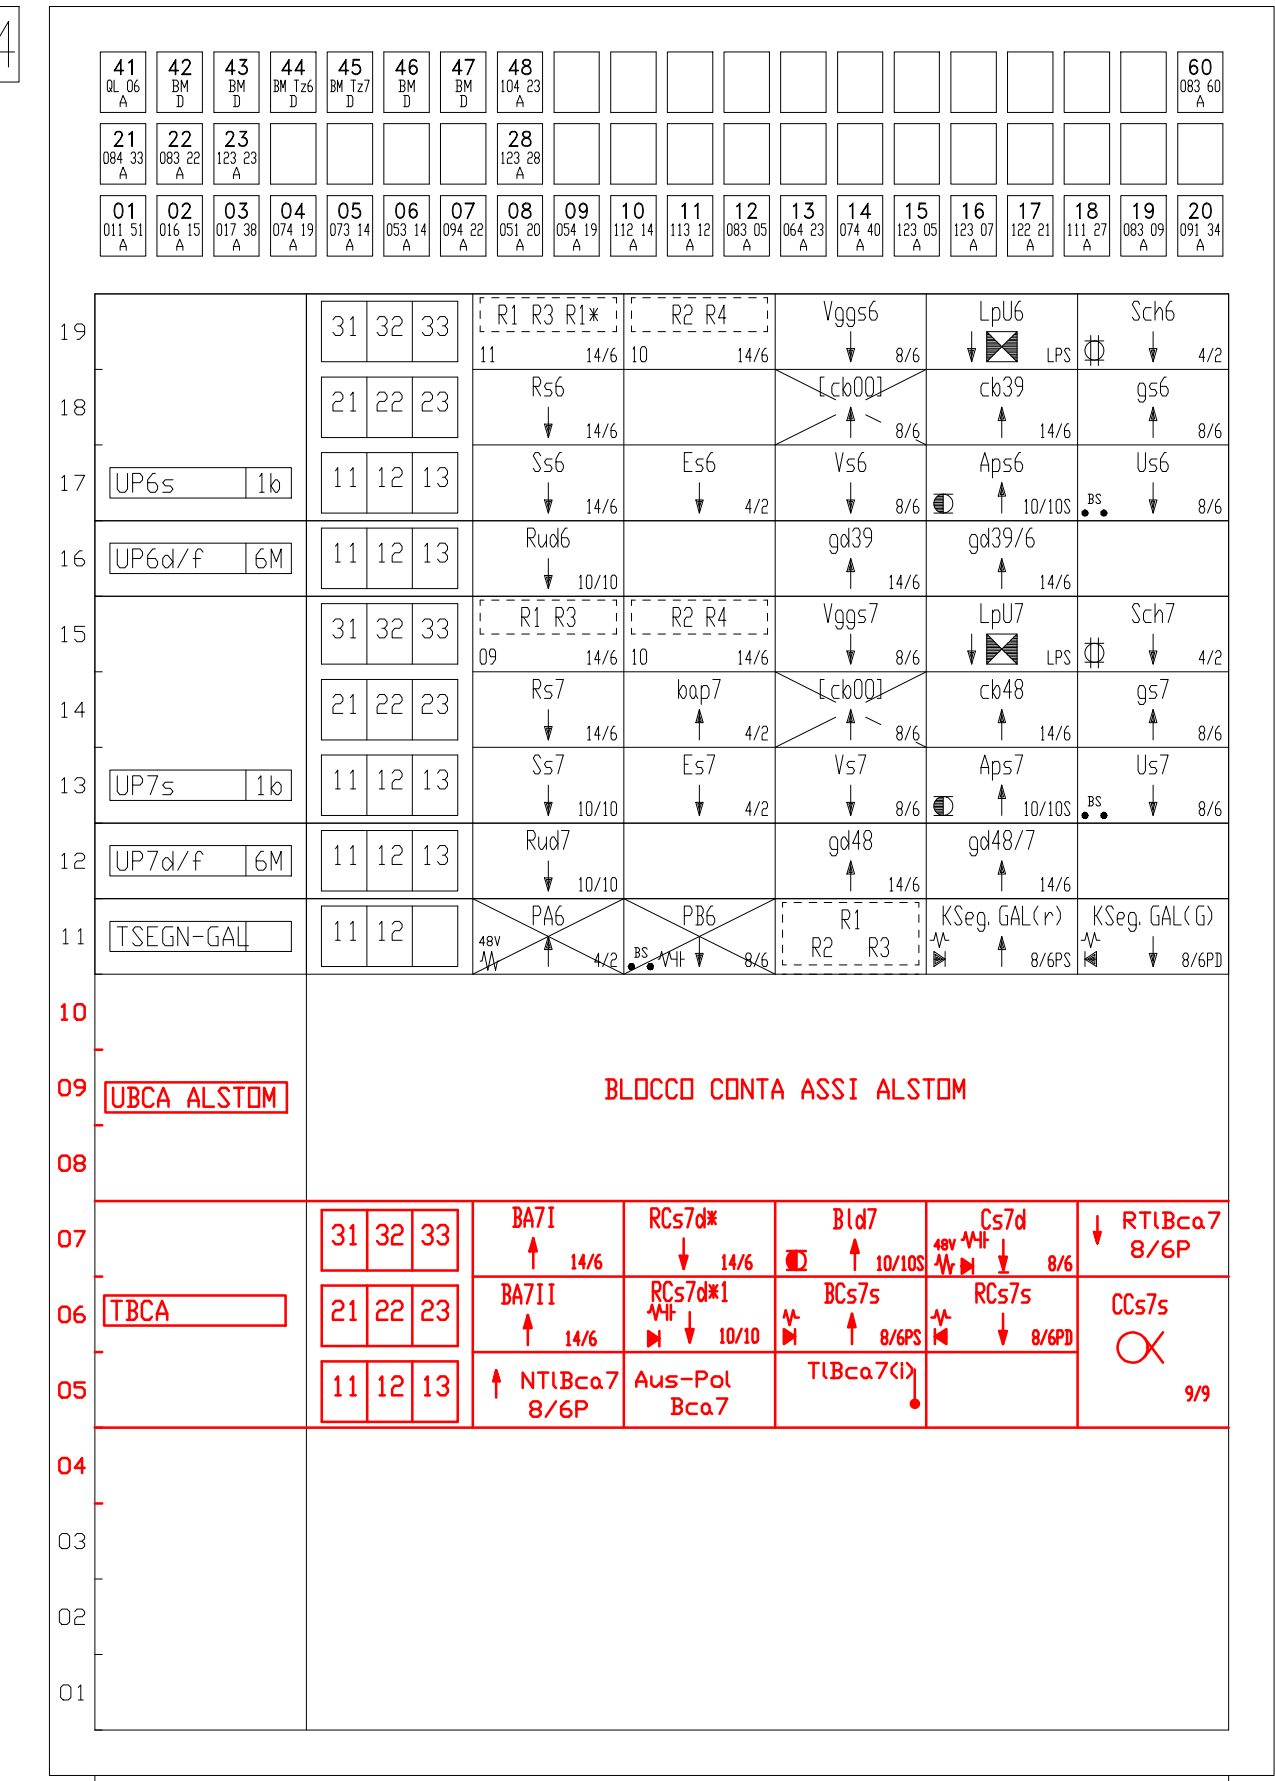 4
41 42 43 44 45 46 47 48 60
QL 06 BM BM BM Tz6 BM Tz7 BM BM 104 23 083 60
A D D D D D D A A
21 22 23 28
084 33 083 22 123 23 123 28
A A A A
01 02 03 04 05 06 07 08 09 10 11 12 13 14 15 16 17 18 19 20
011 51 016 15 017 38 074 19 073 14 053 14 094 22 051 20 054 19 112 14 113 12 083 05 064 23 074 40 123 05 123 07 122 21 111 27 083 09 091 34
A A A A A A A A A A A A A A A A A A A A
19 31 32 33 R1 R3 R1* R2 R4 Vggs6 LpU6 Sch6
11 14/6 10 14/6 8/6 LPS 4/2
18 21 22 23 Rs6 [cb00] cb39 gs6
14/6 8/6 14/6 8/6
17 UP6s 1b 11 12 13 Ss6 Es6 Vs6 Aps6 Us6
14/6 4/2 8/6 10/10S BS 8/6
16 UP6d/f 6M 11 12 13 Rud6 gd39 gd39/6
10/10 14/6 14/6
15 31 32 33 R1 R3 R2 R4 Vggs7 LpU7 Sch7
09 14/6 10 14/6 8/6 LPS 4/2
14 21 22 23 Rs7 bap7 [cb00] cb48 gs7
14/6 4/2 8/6 14/6 8/6
13 UP7s 1b 11 12 13 Ss7 Es7 Vs7 Aps7 Us7
10/10 4/2 8/6 10/10S BS 8/6
12 UP7d/f 6M 11 12 13 Rud7 gd48 gd48/7
10/10 14/6 14/6
11 TSEGN-GAL 11 12 PA6 PB6 R1 KSeg. GAL(r) KSeg. GAL(G)
48V 4/2 BS 8/6 R2 R3 8/6PS 8/6PD
10
09 UBCA ALSTOM BLOCCO CONTA ASSI ALSTOM
08
07 31 32 33 BA7I RCs7d* Bld7 Cs7d RTlBca7
14/6 14/6 10/10S 48V 8/6 8/6P
06 TBCA 21 22 23 BA7II RCs7d*1 BCs7s RCs7s CCs7s
14/6 10/10 8/6PS 8/6PD
05 11 12 13 NTlBca7 Aus-Pol TlBca7(i) 9/9
8/6P Bca7
04
03
02
01